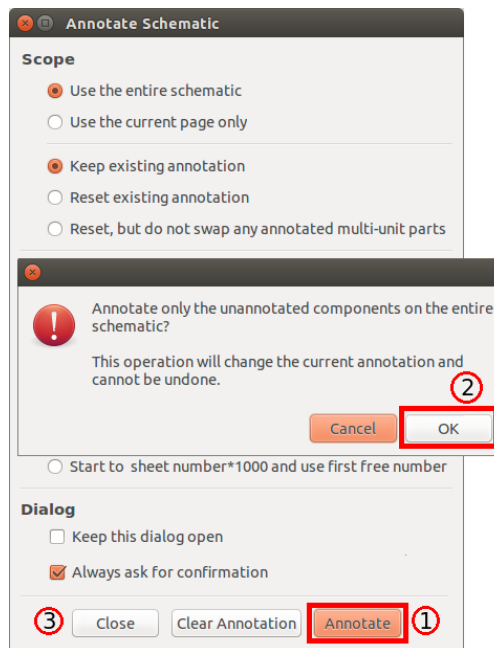 Annotate Schematic
Scope
Use the entire schematic
Use the current page only
Keep existing annotation
Reset existing annotation
Reset, but do not swap any annotated multi-unit parts
Annotate only the unannotated components on the entire
schematic?
This operation will change the current annotation and
cannot be undone.
2
Cancel OK
Start to sheet number*1000 and use first free number
Dialog
Keep this dialog open
Always ask for confirmation
3 Close Clear Annotation Annotate 1